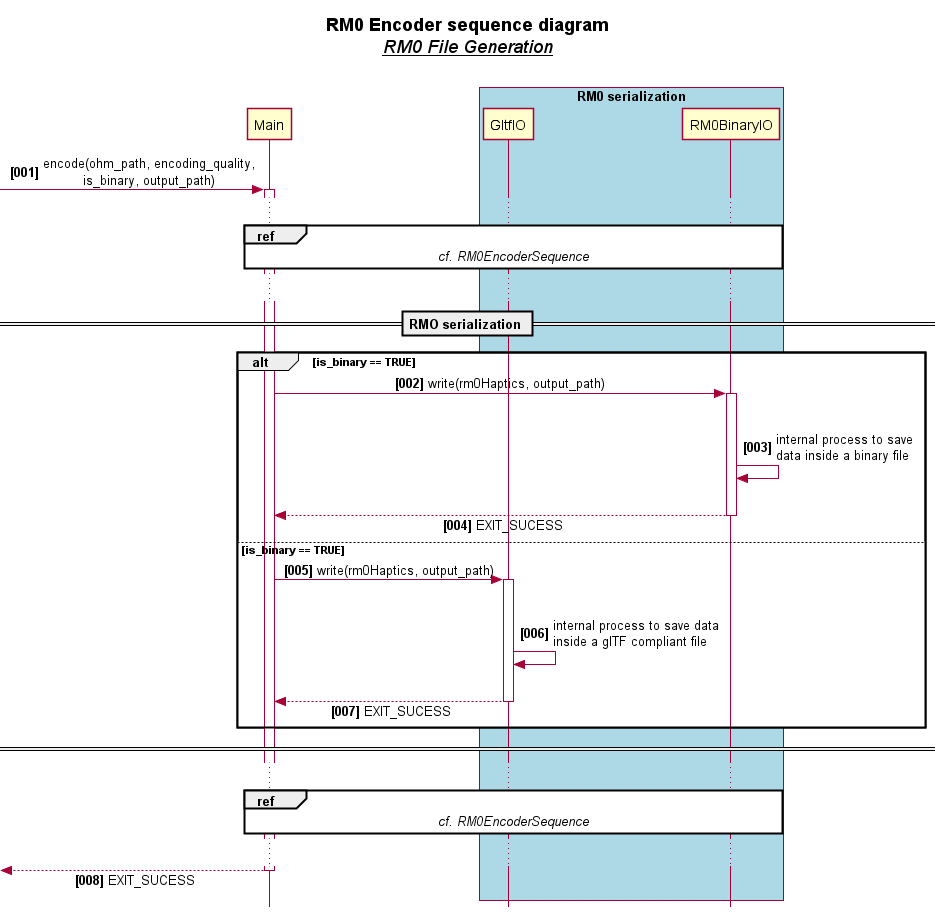 RM0 Encoder sequence diagram
RM0 File Generation
RM0 serialization
Main
GltfIO
RM0BinaryIO
[001] encode(ohm_path, encoding_quality,
is_binary, output_path)
ref
cf. RM0EncoderSequence
RMO serialization
alt [is_binary == TRUE]
[002] write(rm0Haptics, output_path)
[003] internal process to save
data inside a binary file
[004] EXIT_SUCESS
[is_binary == TRUE]
[005] write(rm0Haptics, output_path)
[006] internal process to save data
inside a glTF compliant file
[007] EXIT_SUCESS
ref
cf. RM0EncoderSequence
[008] EXIT_SUCESS